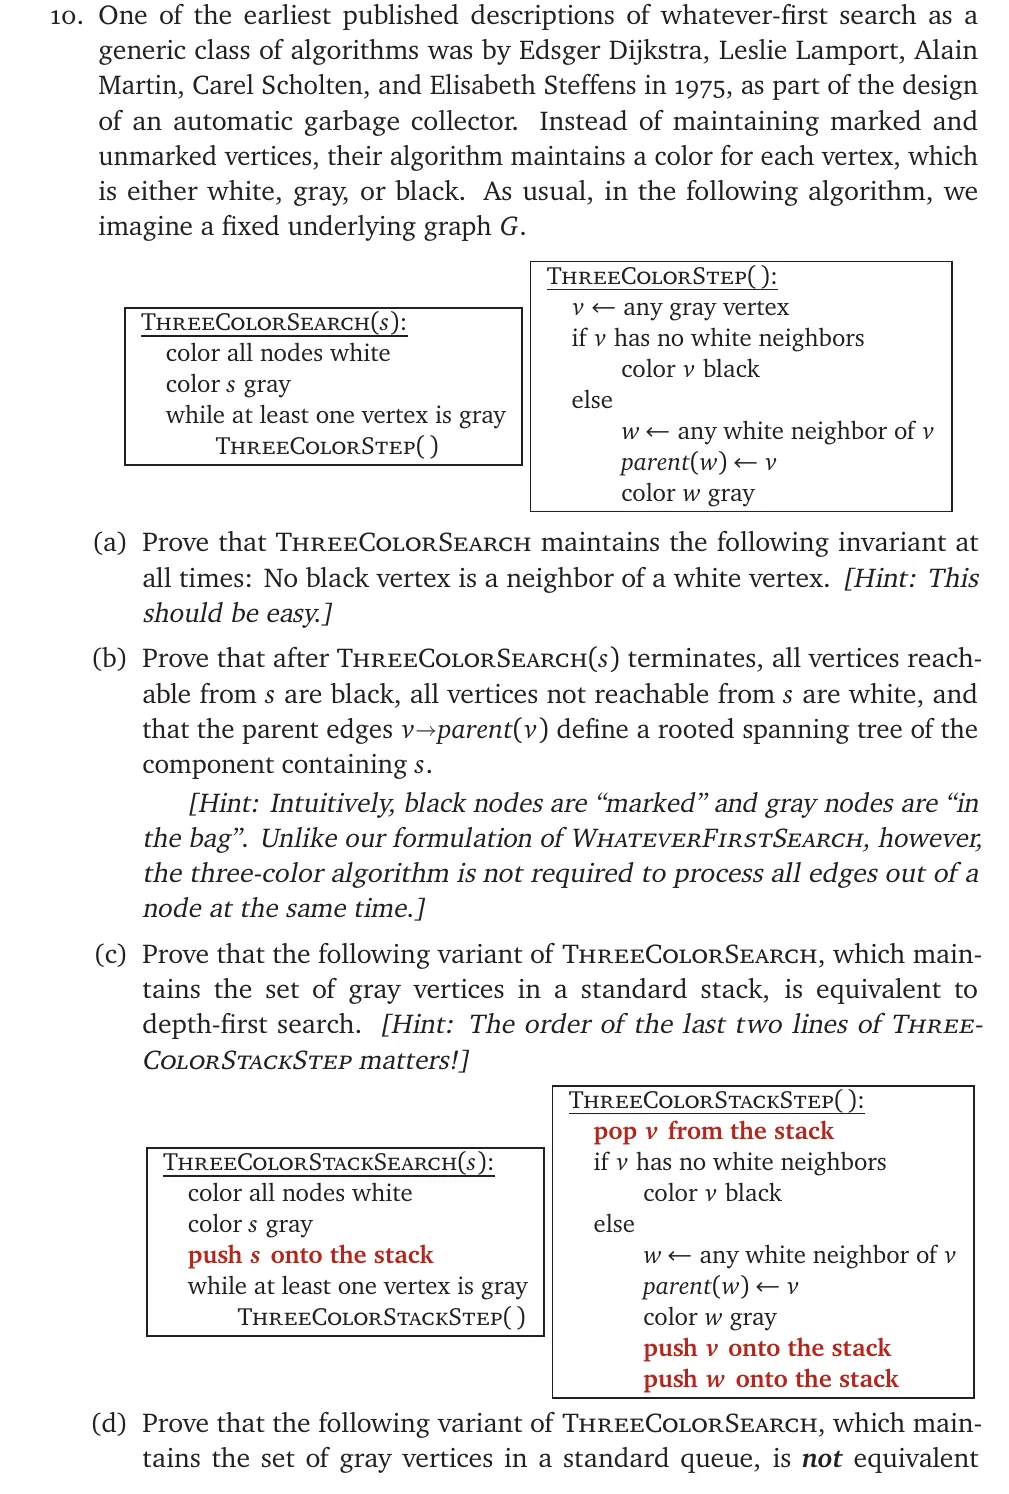 10. One of the earliest published descriptions of whatever-first search as a
generic class of algorithms was by Edsger Dijkstra, Leslie Lamport, Alain
Martin, Carel Scholten, and Elisabeth Steffens in 1975, as part of the design
of an automatic garbage collector. Instead of maintaining marked and
unmarked vertices, their algorithm maintains a color for each vertex, which
is either white, gray, or black. As usual, in the following algorithm, we
imagine a fixed underlying graph G.
THREECOLORSEARCH(s):
color all nodes white
color s gray
while at least one vertex is gray
THREECOLORSTEP( )
THREECOLORSTEP( ):
v ← any gray vertex
if v has no white neighbors
color v black
else
w ← any white neighbor of v
parent(w) ← v
color w gray
(a) Prove that THREECOLORSEARCH maintains the following invariant at
all times: No black vertex is a neighbor of a white vertex. [Hint: This
should be easy.]
(b) Prove that after THREECOLORSEARCH(s) terminates, all vertices reach-
able from s are black, all vertices not reachable from s are white, and
that the parent edges v→parent(v) define a rooted spanning tree of the
component containing s.
[Hint: Intuitively, black nodes are “marked” and gray nodes are “in
the bag”. Unlike our formulation of WHATEVERFIRSTSEARCH, however,
the three-color algorithm is not required to process all edges out of a
node at the same time.]
(c) Prove that the following variant of THREECOLORSEARCH, which main-
tains the set of gray vertices in a standard stack, is equivalent to
depth-first search. [Hint: The order of the last two lines of THREE-
COLORSTACKSTEP matters!]
THREECOLORSTACKSEARCH(s):
color all nodes white
color s gray
push s onto the stack
while at least one vertex is gray
THREECOLORSTACKSTEP( )
THREECOLORSTACKSTEP( ):
pop v from the stack
if v has no white neighbors
color v black
else
w ← any white neighbor of v
parent(w) ← v
color w gray
push v onto the stack
push w onto the stack
(d) Prove that the following variant of THREECOLORSEARCH, which main-
tains the set of gray vertices in a standard queue, is not equivalent